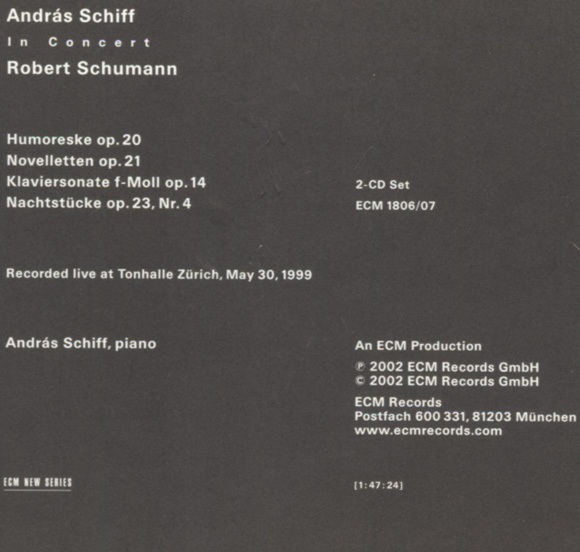 András Schiff
In Concert
Robert Schumann
Humoreske op. 20
Novelletten op. 21
Klaviersonate f-Moll op. 14
Nachtstücke op. 23, Nr. 4
2-CD Set
ECM 1806/07
Recorded live at Tonhalle Zürich, May 30, 1999
András Schiff, piano
An ECM Production
℗ 2002 ECM Records GmbH
© 2002 ECM Records GmbH
ECM Records
Postfach 600 331, 81203 München
www.ecmrecords.com
ECM NEW SERIES
[1:47:24]